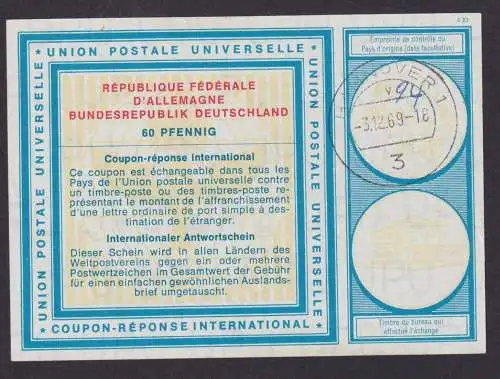 C 22
UNION POSTALE UNIVERSELLE
UNION POSTALE UNIVERSELLE
RÉPUBLIQUE FÉDÉRALE
D'ALLEMAGNE
BUNDESREPUBLIK DEUTSCHLAND
60 PFENNIG
Coupon-réponse international
Ce coupon est échangeable dans tous les
Pays de l'Union postale universelle contre
un timbre-poste ou des timbres-poste re-
présentant le montant de l'affranchissement
d'une lettre ordinaire de port simple à des-
tination de l'étranger.
Internationaler Antwortschein
Dieser Schein wird in allen Ländern des
Weltpostvereins gegen ein oder mehrere
Postwertzeichen im Gesamtwert der Gebühr
für einen einfachen gewöhnlichen Auslands-
brief umgetauscht.
UNION POSTALE UNIVERSELLE
COUPON-RÉPONSE INTERNATIONAL
Empreinte de contrôle du
Pays d'origine (date facultative)
HANNOVER 1
-3.12.69-18
3
Timbre du bureau qui
effectue l'échange